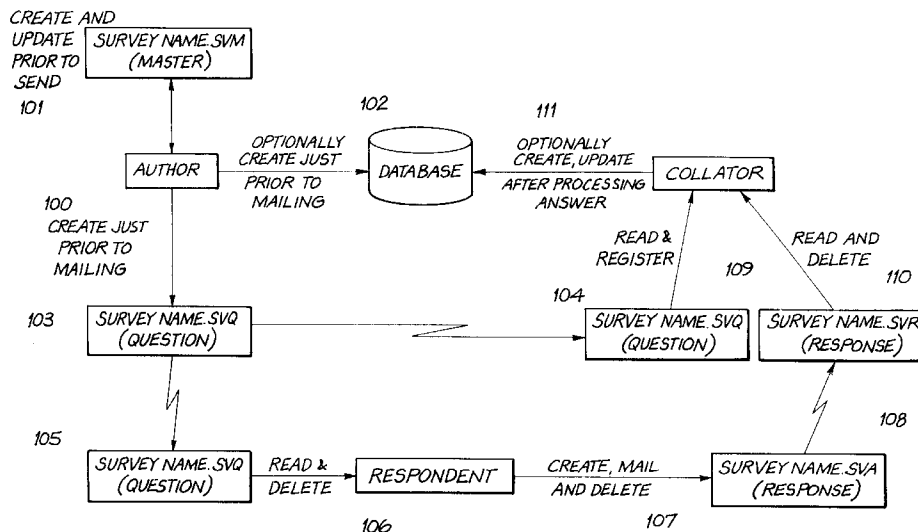 CREATE AND
UPDATE
PRIOR TO
SEND
101
SURVEY NAME.SVM
(MASTER)
102
111
AUTHOR
OPTIONALLY
CREATE JUST
PRIOR TO
MAILING
DATABASE
OPTIONALLY
CREATE, UPDATE
AFTER PROCESSING
ANSWER
COLLATOR
100
CREATE JUST
PRIOR TO
MAILING
READ &
REGISTER
109
READ AND
DELETE
110
103
SURVEY NAME.SVQ
(QUESTION)
104
SURVEY NAME.SVQ
(QUESTION)
SURVEY NAME.SVR
(RESPONSE)
108
105
SURVEY NAME.SVQ
(QUESTION)
READ &
DELETE
RESPONDENT
CREATE, MAIL
AND DELETE
SURVEY NAME.SVA
(RESPONSE)
106
107